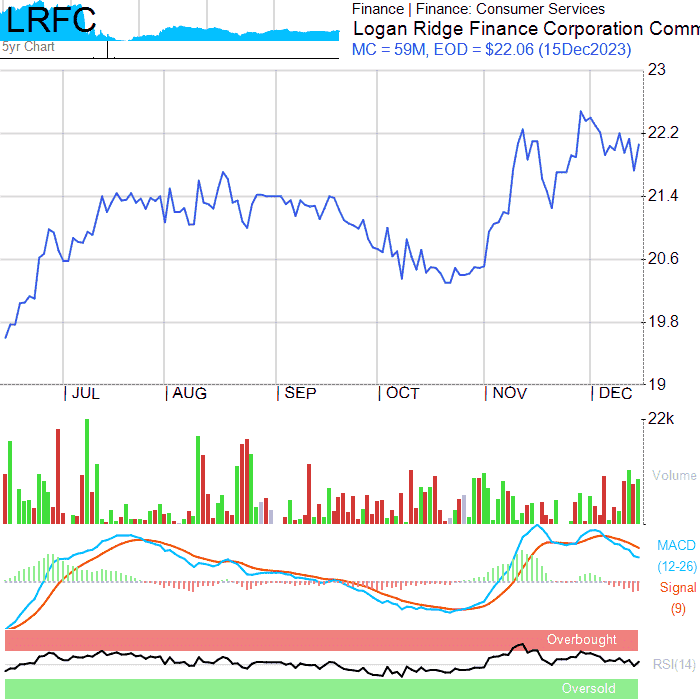 LRFC
5yr Chart
Finance | Finance: Consumer Services
Logan Ridge Finance Corporation Comm
MC = 59M, EOD = $22.06 (15Dec2023)
23
22.2
21.4
20.6
19.8
19
JUL AUG SEP OCT NOV DEC
22k
Volume
MACD
(12-26)
Signal
(9)
Overbought
RSI(14)
Oversold